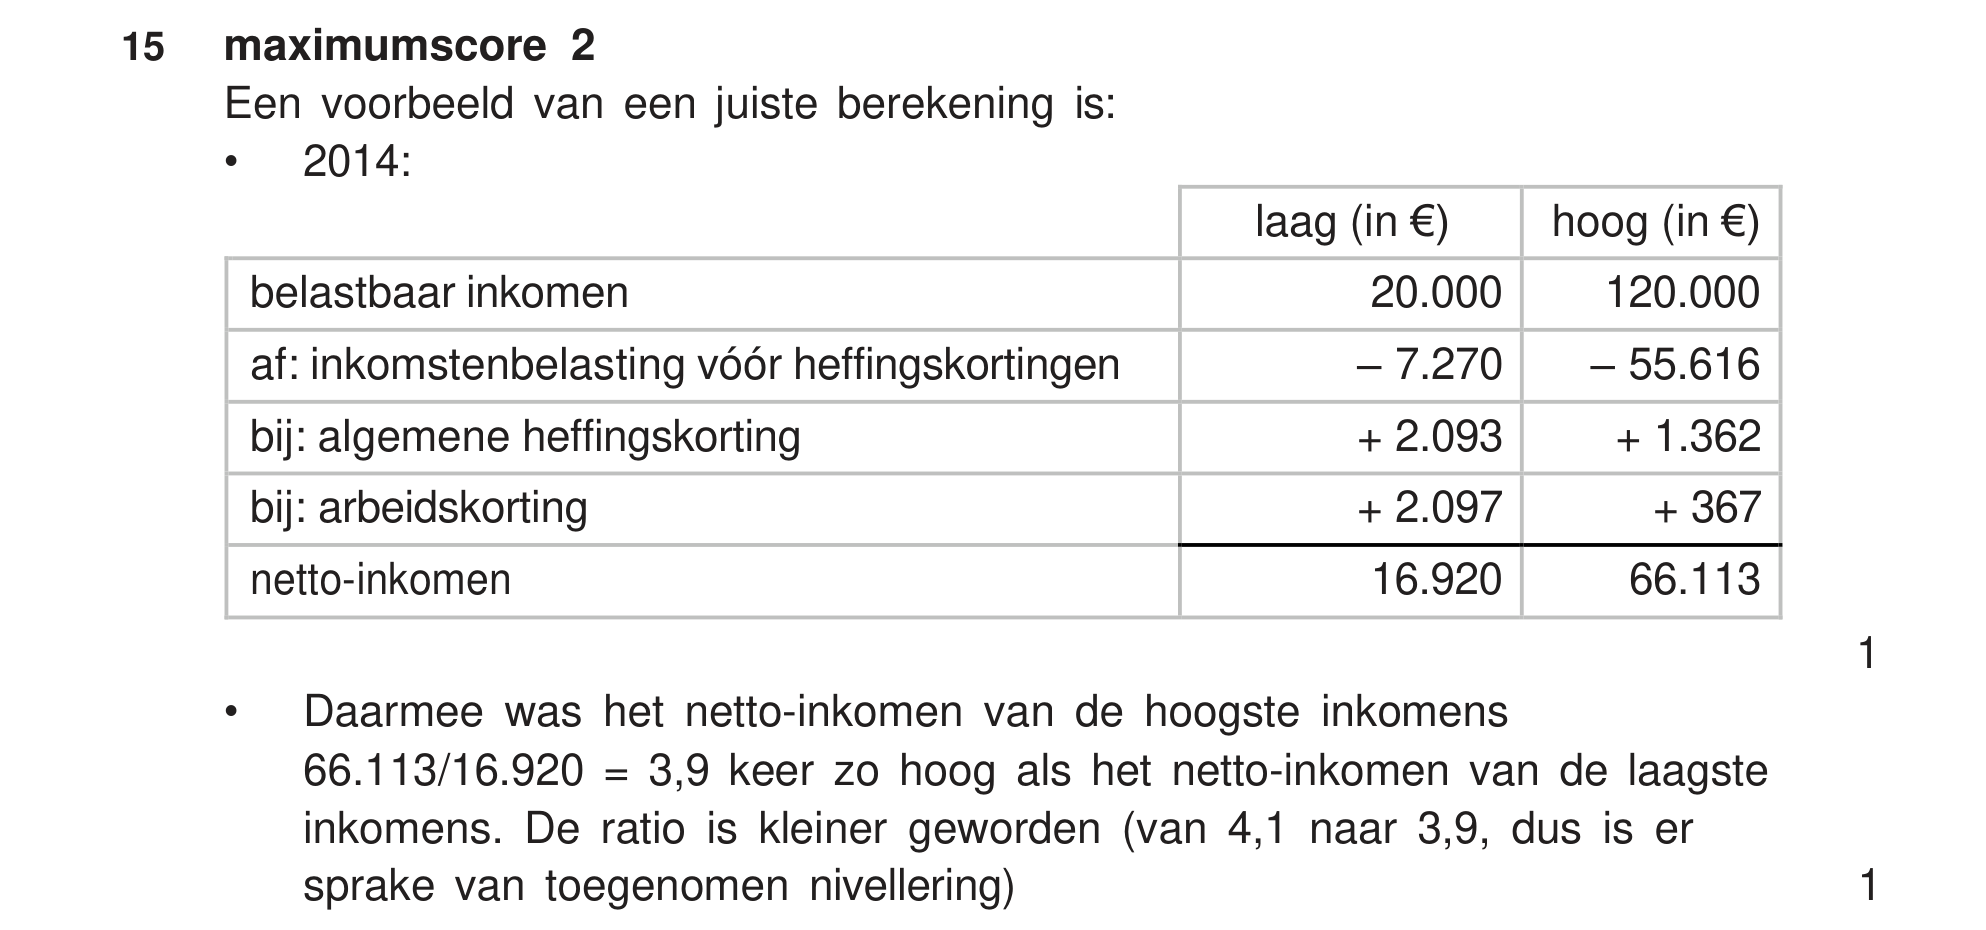 15 maximumscore 2
Een voorbeeld van een juiste berekening is:
• 2014:
laag (in €) hoog (in €)
belastbaar inkomen 20.000 120.000
af: inkomstenbelasting vóór heffingskortingen – 7.270 – 55.616
bij: algemene heffingskorting + 2.093 + 1.362
bij: arbeidskorting + 2.097 + 367
netto-inkomen 16.920 66.113
1
• Daarmee was het netto-inkomen van de hoogste inkomens
66.113/16.920 = 3,9 keer zo hoog als het netto-inkomen van de laagste
inkomens. De ratio is kleiner geworden (van 4,1 naar 3,9, dus is er
sprake van toegenomen nivellering) 1